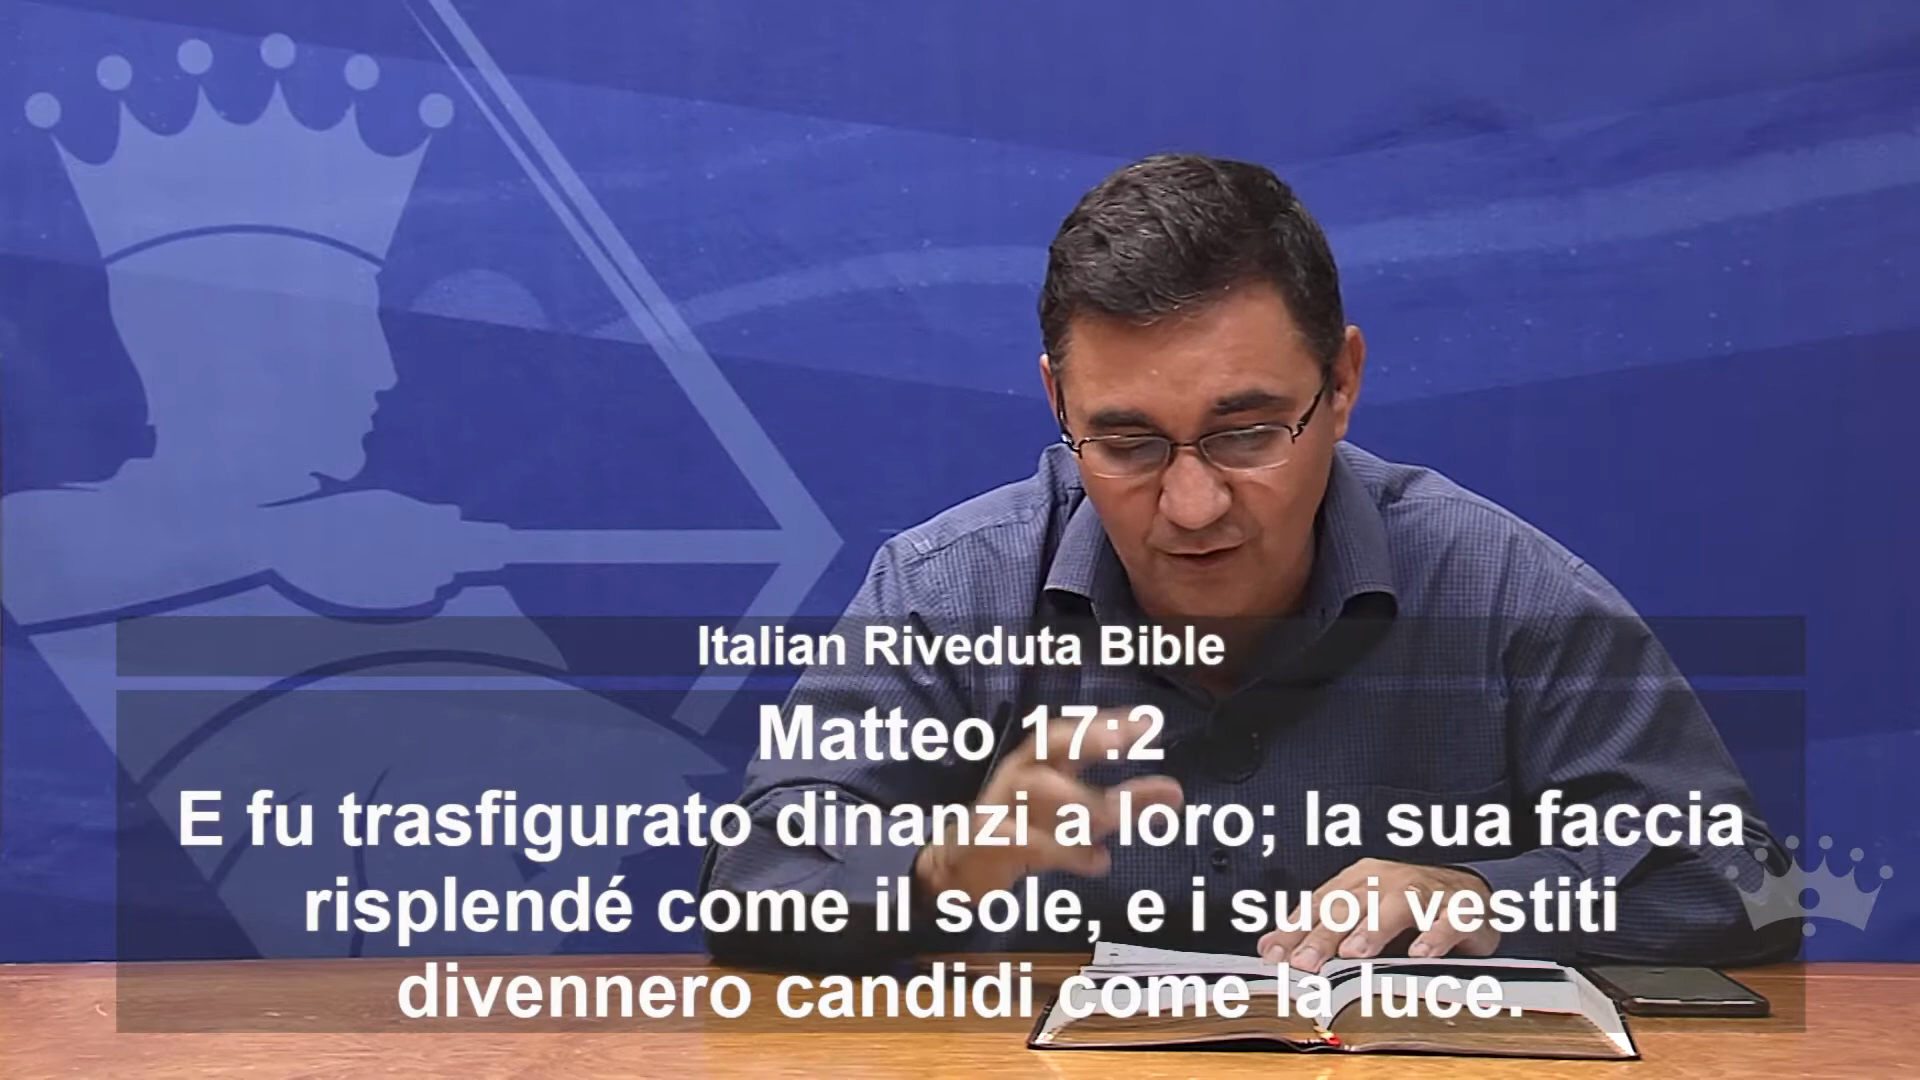 Italian Riveduta Bible
Matteo 17:2
E fu trasfigurato dinanzi a loro; la sua faccia
risplendé come il sole, e i suoi vestiti
divennero candidi come la luce.